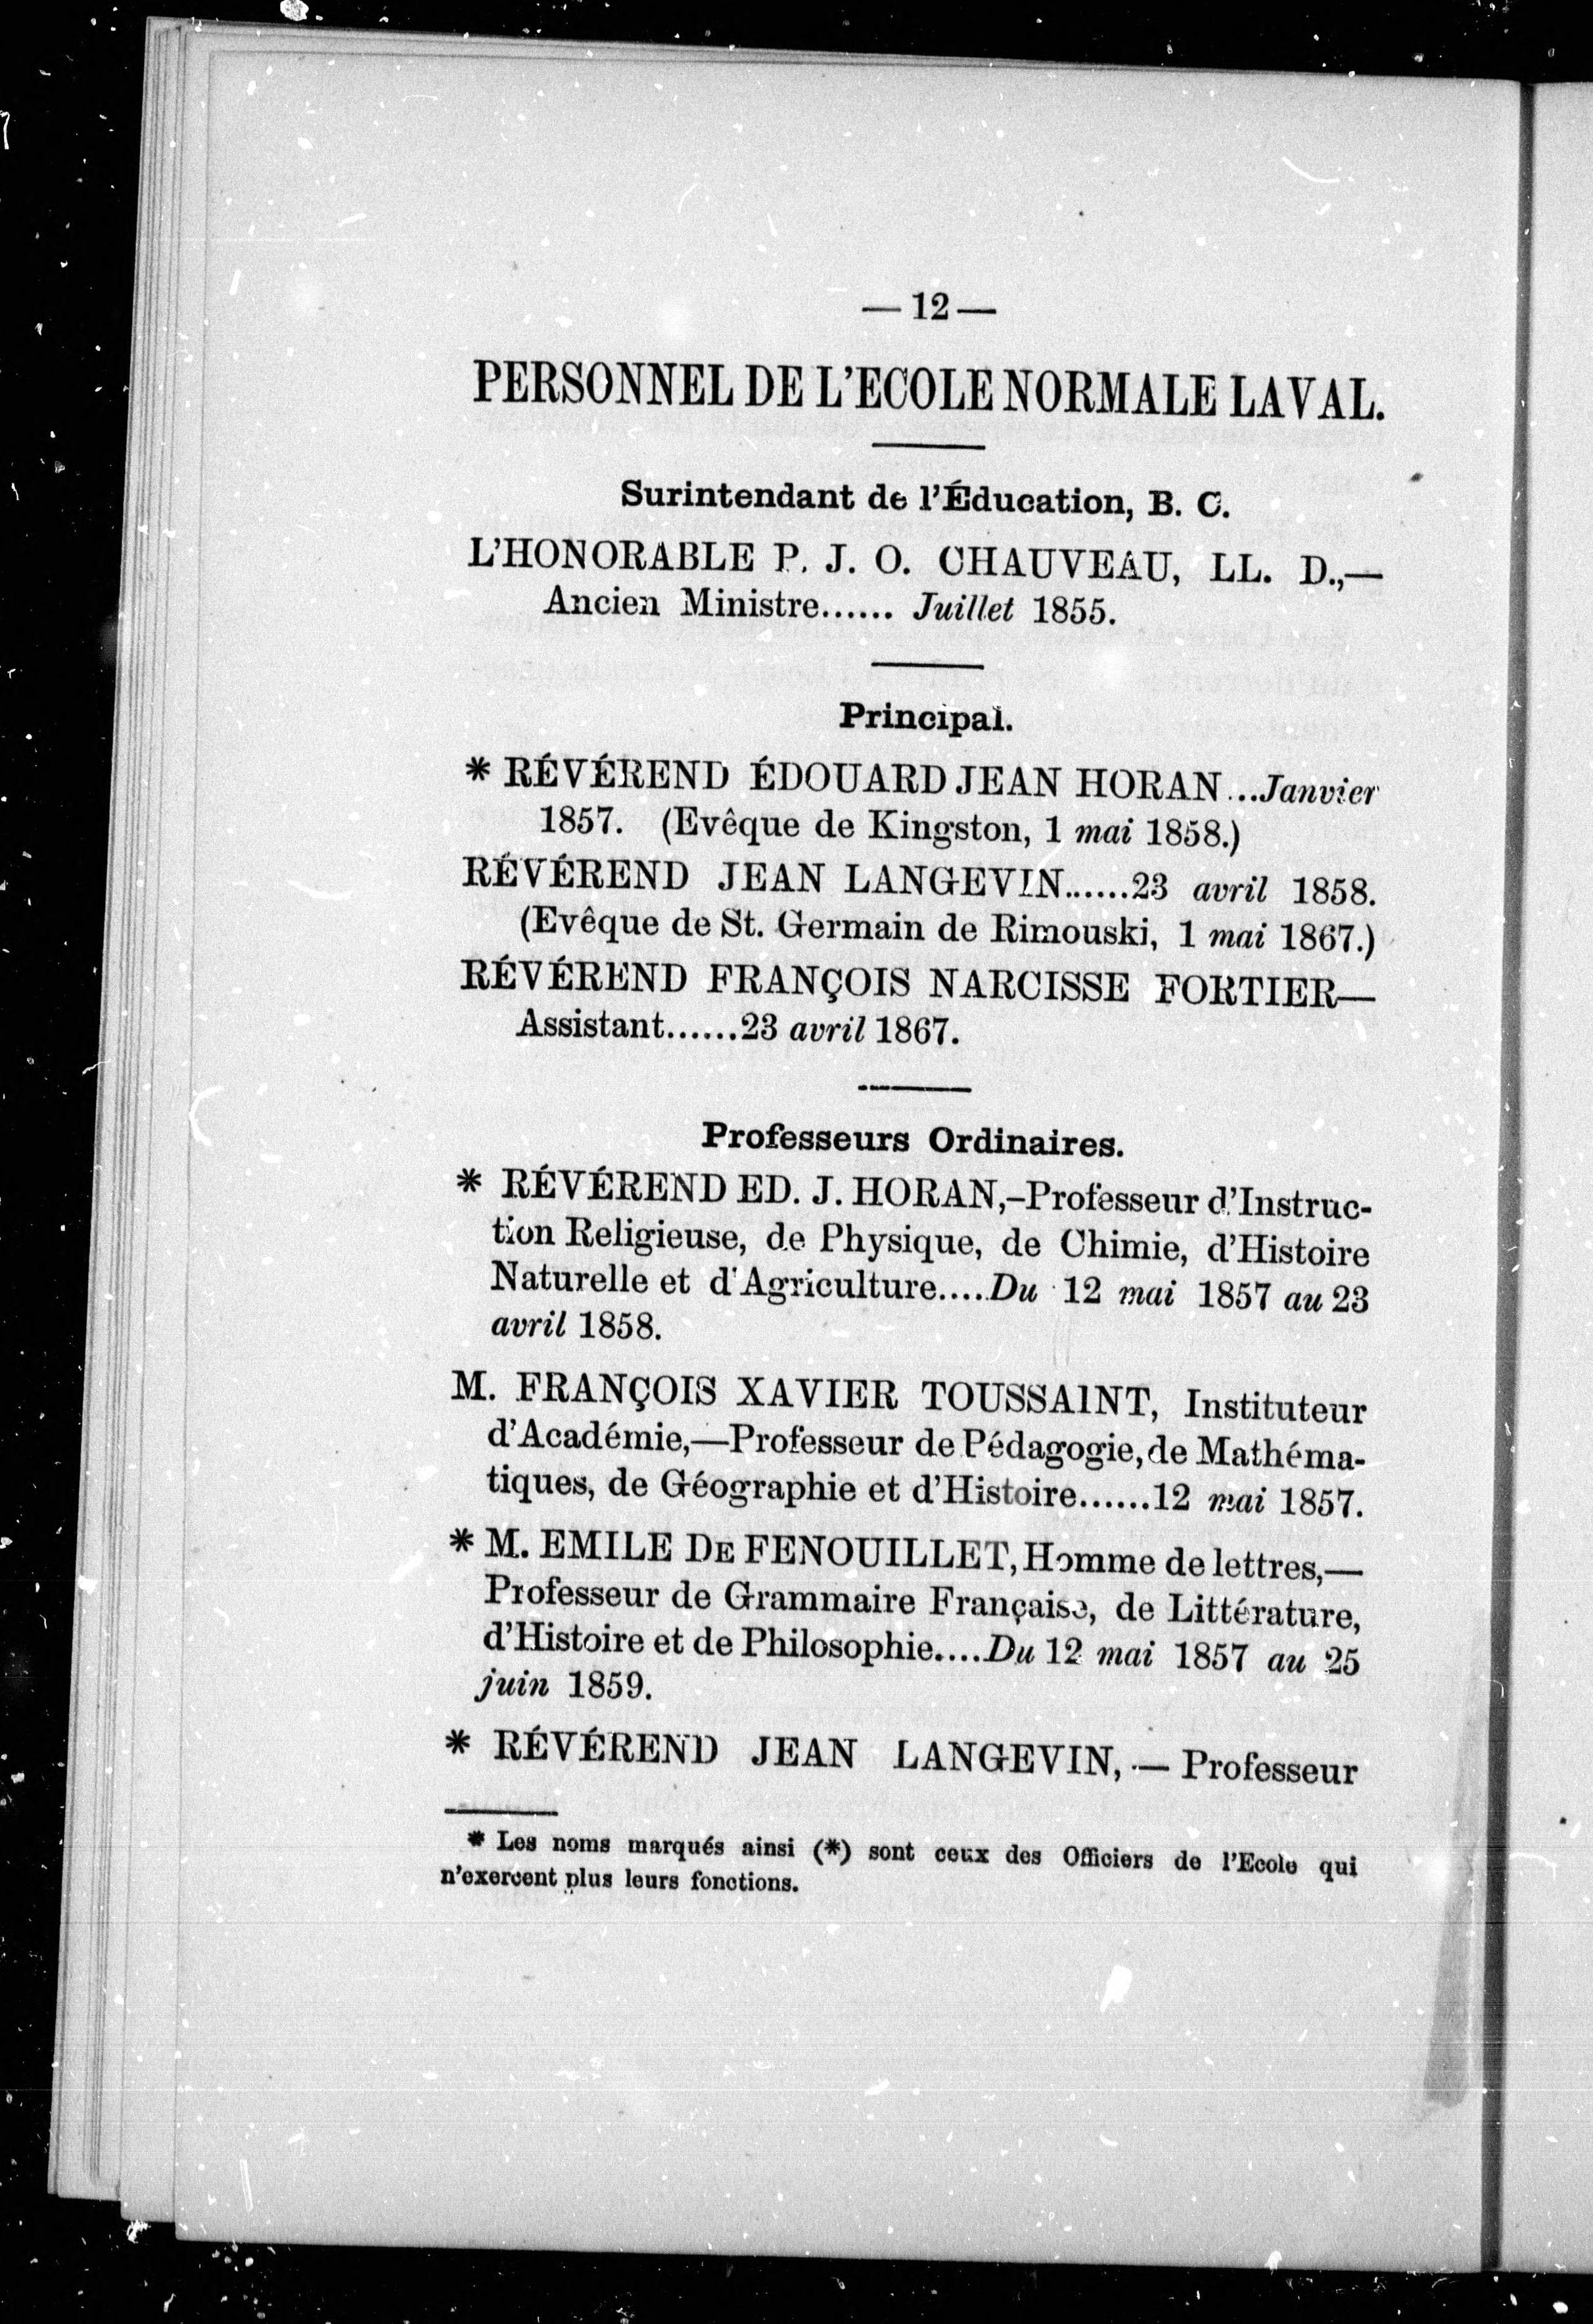 — 12 —
PERSONNEL DE L'ECOLE NORMALE LAVAL.
Surintendant de l'Éducation, B. C.
L'HONORABLE P. J. O. CHAUVEAU, LL. D.,—
Ancien Ministre...... Juillet 1855.
Principal.
* RÉVÉREND ÉDOUARD JEAN HORAN...Janvier
1857. (Evêque de Kingston, 1 mai 1858.)
RÉVÉREND JEAN LANGEVIN......23 avril 1858.
(Evêque de St. Germain de Rimouski, 1 mai 1867.)
RÉVÉREND FRANÇOIS NARCISSE FORTIER—
Assistant......23 avril 1867.
Professeurs Ordinaires.
* RÉVÉREND ED. J. HORAN,–Professeur d'Instruc-
tion Religieuse, de Physique, de Chimie, d'Histoire
Naturelle et d'Agriculture.....Du 12 mai 1857 au 23
avril 1858.
M. FRANÇOIS XAVIER TOUSSAINT, Instituteur
d'Académie,—Professeur de Pédagogie, de Mathéma-
tiques, de Géographie et d'Histoire......12 mai 1857.
* M. EMILE DE FENOUILLET, Homme de lettres,—
Professeur de Grammaire Française, de Littérature,
d'Histoire et de Philosophie....Du 12 mai 1857 au 25
juin 1859.
* RÉVÉREND JEAN LANGEVIN, — Professeur
* Les noms marqués ainsi (*) sont ceux des Officiers de l'Ecole qui
n'exercent plus leurs fonctions.